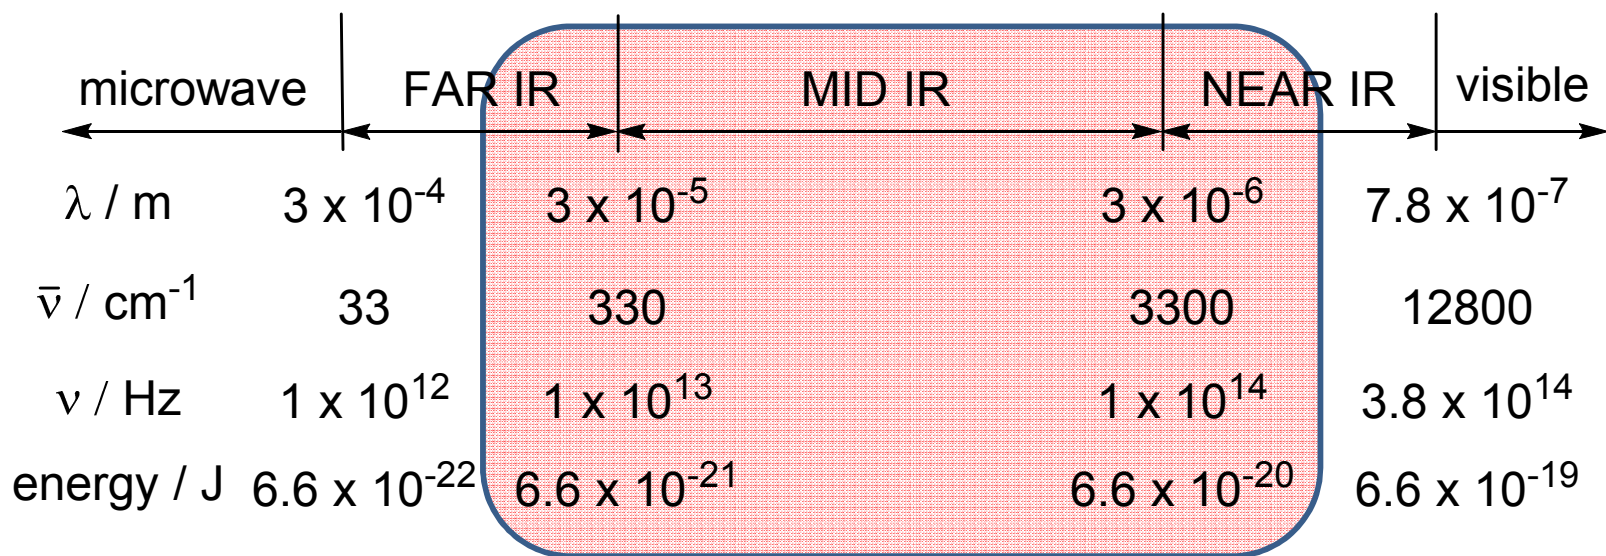 microwave FAR IR MID IR NEAR IR visible
λ / m 3 x 10⁻⁴ 3 x 10⁻⁵ 3 x 10⁻⁶ 7.8 x 10⁻⁷
ν̅ / cm⁻¹ 33 330 3300 12800
ν / Hz 1 x 10¹² 1 x 10¹³ 1 x 10¹⁴ 3.8 x 10¹⁴
energy / J 6.6 x 10⁻²² 6.6 x 10⁻²¹ 6.6 x 10⁻²⁰ 6.6 x 10⁻¹⁹